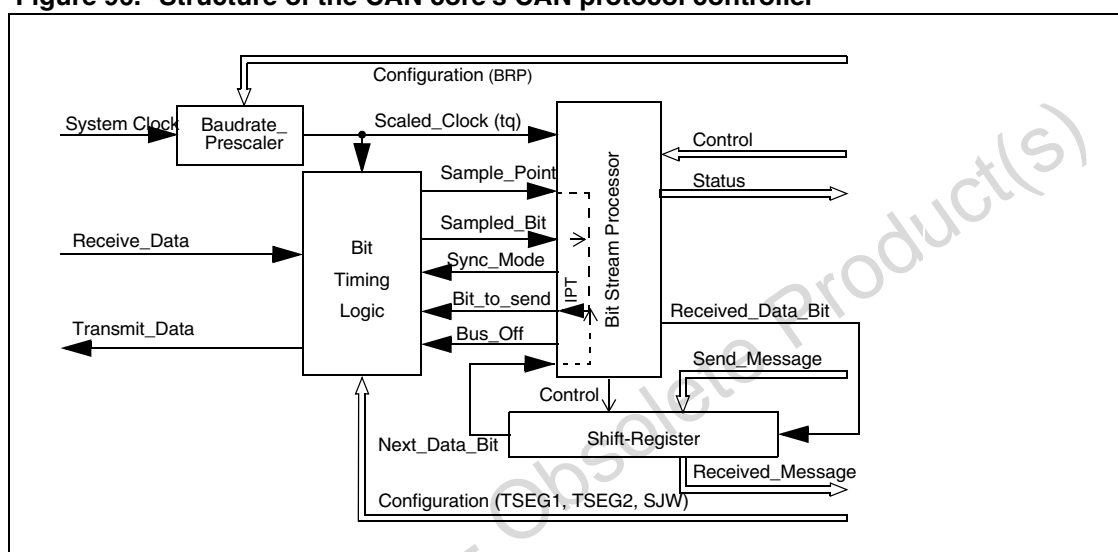 Figure 96. Structure of the CAN core's CAN protocol controller
Configuration (BRP)
System Clock
Baudrate_
Prescaler
Scaled_Clock (tq)
Control
Status
Sample_Point
Sampled_Bit
Sync_Mode
Bit_to_send
Bus_Off
Receive_Data
Transmit_Data
Bit
Timing
Logic
IPT
Bit Stream Processor
Received_Data_Bit
Send_Message
Control
Shift-Register
Next_Data_Bit
Received_Message
Configuration (TSEG1, TSEG2, SJW)
Obsolete Product(s)